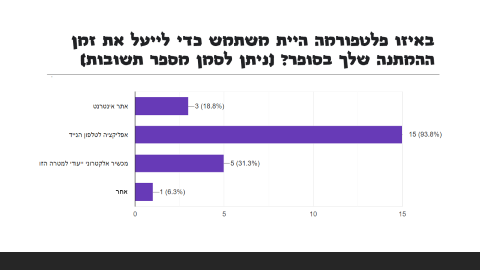 באיזו פלטפורמה היית משתמש כדי לייעל את זמן
ההמתנה שלך בסופר? (ניתן לסמן מספר תשובות)
אתר אינטרנט
3 (18.8%)
אפליקציה לטלפון הנייד
15 (93.8%)
מכשיר אלקטרוני ייעודי למטרה הזו
5 (31.3%)
אחר
1 (6.3%)
0
5
10
15